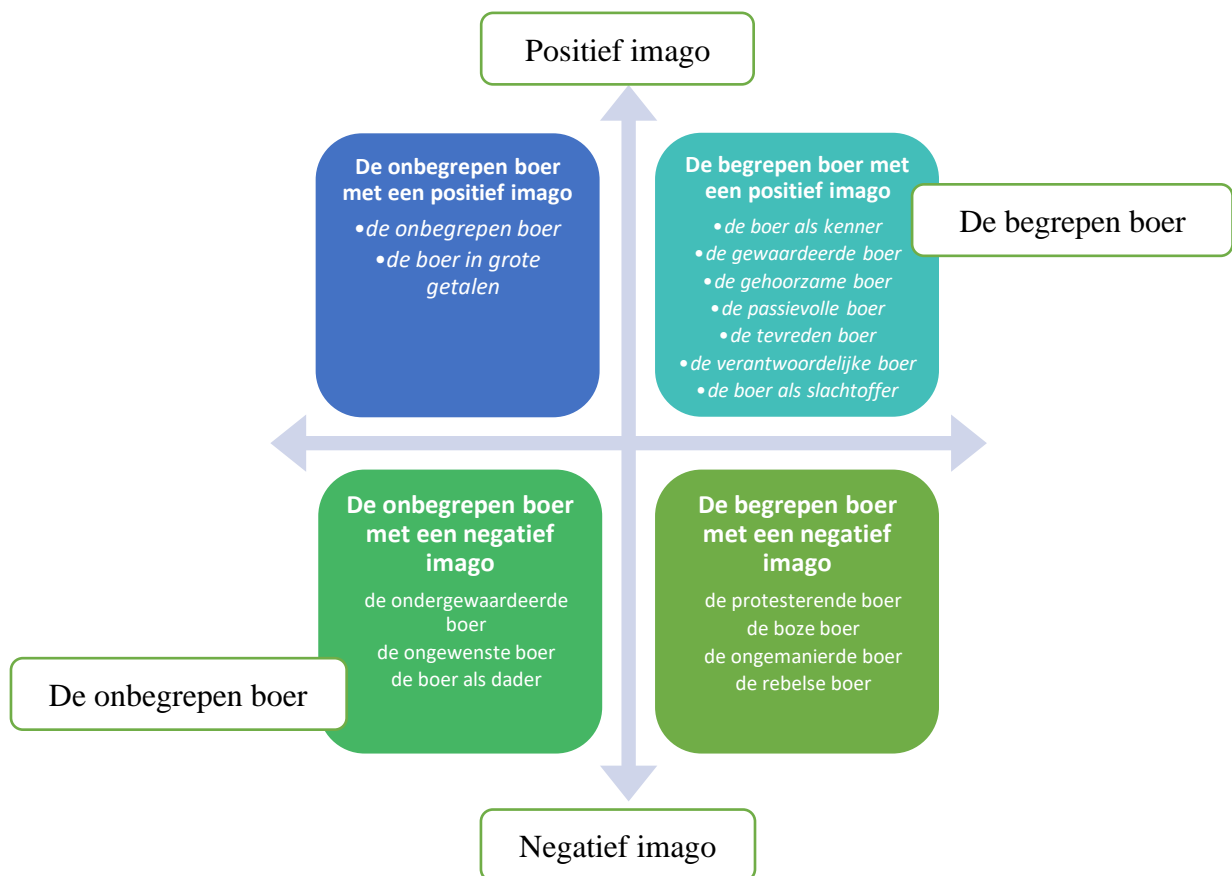 Positief imago
De onbegrepen boer
met een positief imago
•de onbegrepen boer
•de boer in grote
getalen
De begrepen boer met
een positief imago
•de boer als kenner
•de gewaardeerde boer
•de gehoorzame boer
•de passievolle boer
•de tevreden boer
•de verantwoordelijke boer
•de boer als slachtoffer
De begrepen boer
De onbegrepen boer
met een negatief
imago
de ondergewaardeerde
boer
de ongewenste boer
de boer als dader
De begrepen boer
met een negatief
imago
de protesterende boer
de boze boer
de ongemanierde boer
de rebelse boer
De onbegrepen boer
Negatief imago